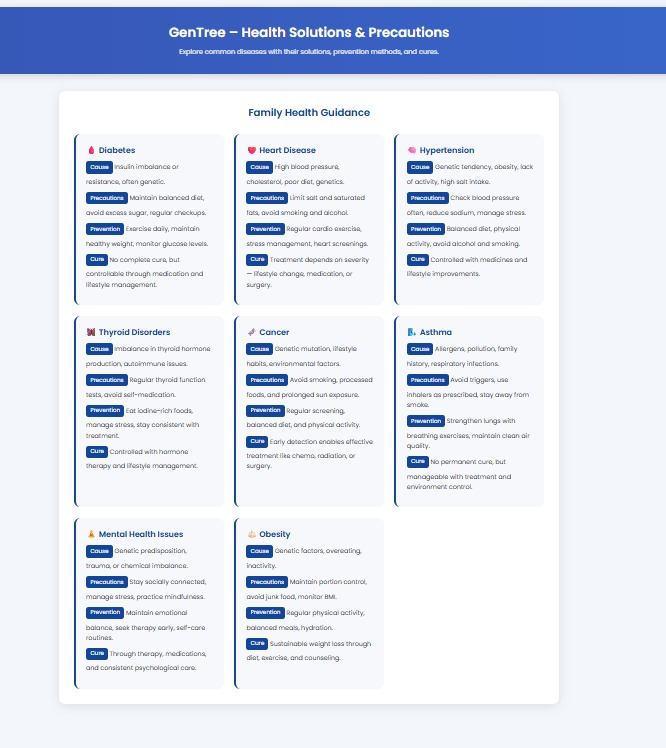 GenTree – Health Solutions & Precautions
Explore common diseases with their solutions, prevention methods, and cures.
Family Health Guidance
Diabetes
Cause Insulin imbalance or
resistance, often genetic.
Precautions Maintain balanced diet,
avoid excess sugar, regular checkups.
Prevention Exercise daily, maintain
healthy weight, monitor glucose levels.
Cure No complete cure, but
controllable through medication and
lifestyle management.
Heart Disease
Cause High blood pressure,
cholesterol, poor diet, genetics.
Precautions Limit salt and saturated
fats, avoid smoking and alcohol.
Prevention Regular cardio exercise,
stress management, heart screenings.
Cure Treatment depends on severity
— lifestyle change, medication, or
surgery.
Hypertension
Cause Genetic tendency, obesity, lack
of activity, high salt intake.
Precautions Check blood pressure
often, reduce sodium, manage stress.
Prevention Balanced diet, physical
activity, avoid alcohol and smoking.
Cure Controlled with medicines and
lifestyle improvements.
Thyroid Disorders
Cause Imbalance in thyroid hormone
production, autoimmune issues.
Precautions Regular thyroid function
tests, avoid self-medication.
Prevention Eat iodine-rich foods,
manage stress, stay consistent with
treatment.
Cure Controlled with hormone
therapy and lifestyle management.
Cancer
Cause Genetic mutation, lifestyle
habits, environmental factors.
Precautions Avoid smoking, processed
foods, and prolonged sun exposure.
Prevention Regular screening,
balanced diet, and physical activity.
Cure Early detection enables effective
treatment like chemo, radiation, or
surgery.
Asthma
Cause Allergens, pollution, family
history, respiratory infections.
Precautions Avoid triggers, use
inhalers as prescribed, stay away from
smoke.
Prevention Strengthen lungs with
breathing exercises, maintain clean air
quality.
Cure No permanent cure, but
manageable with treatment and
environment control.
Mental Health Issues
Cause Genetic predisposition,
trauma, or chemical imbalance.
Precautions Stay socially connected,
manage stress, practice mindfulness.
Prevention Maintain emotional
balance, seek therapy early, self-care
routines.
Cure Through therapy, medications,
and consistent psychological care.
Obesity
Cause Genetic factors, overeating,
inactivity.
Precautions Maintain portion control,
avoid junk food, monitor BMI.
Prevention Regular physical activity,
balanced meals, hydration.
Cure Sustainable weight loss through
diet, exercise, and counseling.